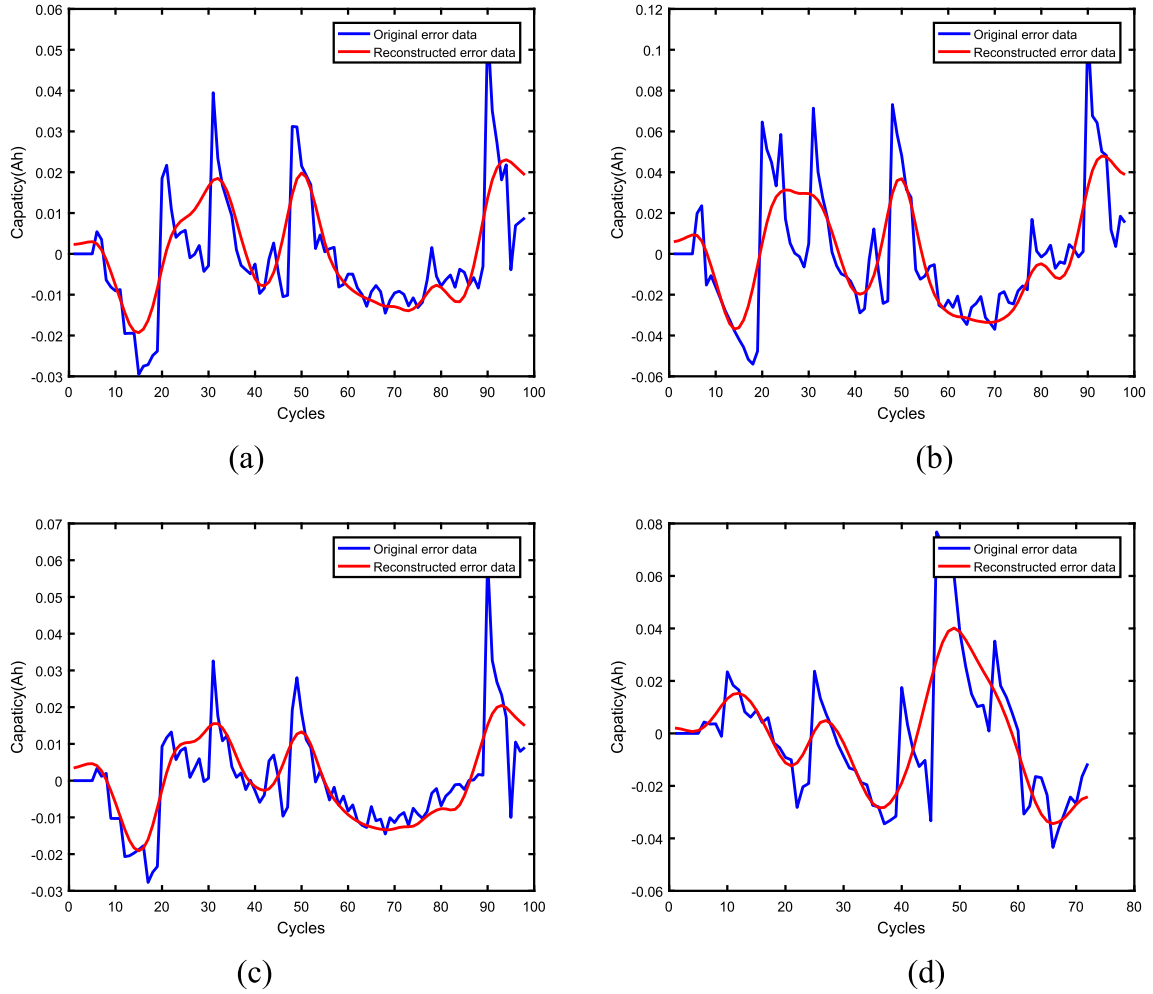 0.06
0.05
0.04
0.03
0.02
0.01
0
-0.01
-0.02
-0.03
Capaticy(Ah)
Original error data
Reconstructed error data
0 10 20 30 40 50 60 70 80 90 100
Cycles
(a)
0.12
0.1
0.08
0.06
0.04
0.02
0
-0.02
-0.04
-0.06
Capaticy(Ah)
Original error data
Reconstructed error data
0 10 20 30 40 50 60 70 80 90 100
Cycles
(b)
0.07
0.06
0.05
0.04
0.03
0.02
0.01
0
-0.01
-0.02
-0.03
Capaticy(Ah)
Original error data
Reconstructed error data
0 10 20 30 40 50 60 70 80 90 100
Cycles
(c)
0.08
0.06
0.04
0.02
0
-0.02
-0.04
-0.06
Capaticy(Ah)
Original error data
Reconstructed error data
0 10 20 30 40 50 60 70 80
Cycles
(d)